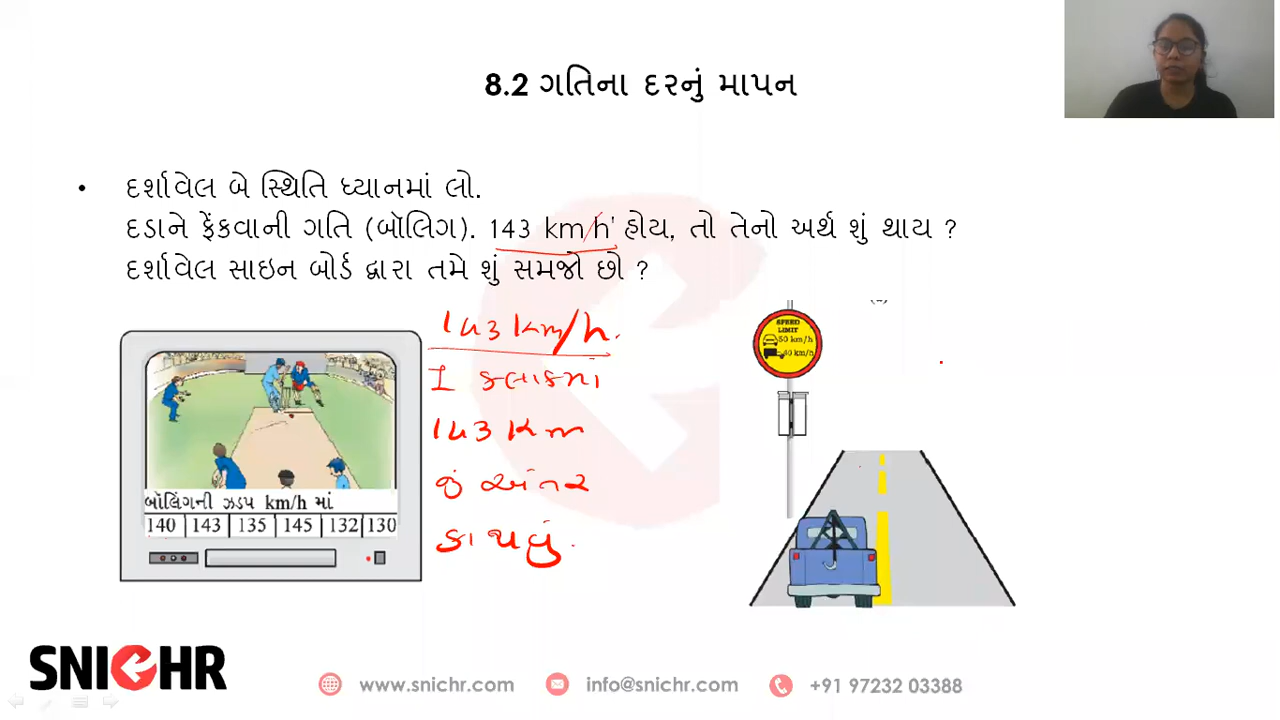 8.2 ગતિના દરનું માપન
• દર્શાવેલ બે સ્થિતિ ધ્યાનમાં લો.
દડાને ફેંકવાની ગતિ (બૉલિગ). 143 km/h' હોય, તો તેનો અર્થ શું થાય ?
દર્શાવેલ સાઇન બોર્ડ દ્વારા તમે શું સમજો છો ?
143 km/h.
1 કલાકમાં
143 km
જે અંતર
કાપ્યું.
બૉલિંગની ઝડપ km/h માં
140 143 135 145 132 130
SPEED
LIMIT
50 km/h
40 km/h
SNICHR
www.snichr.com
info@snichr.com
+91 97232 03388